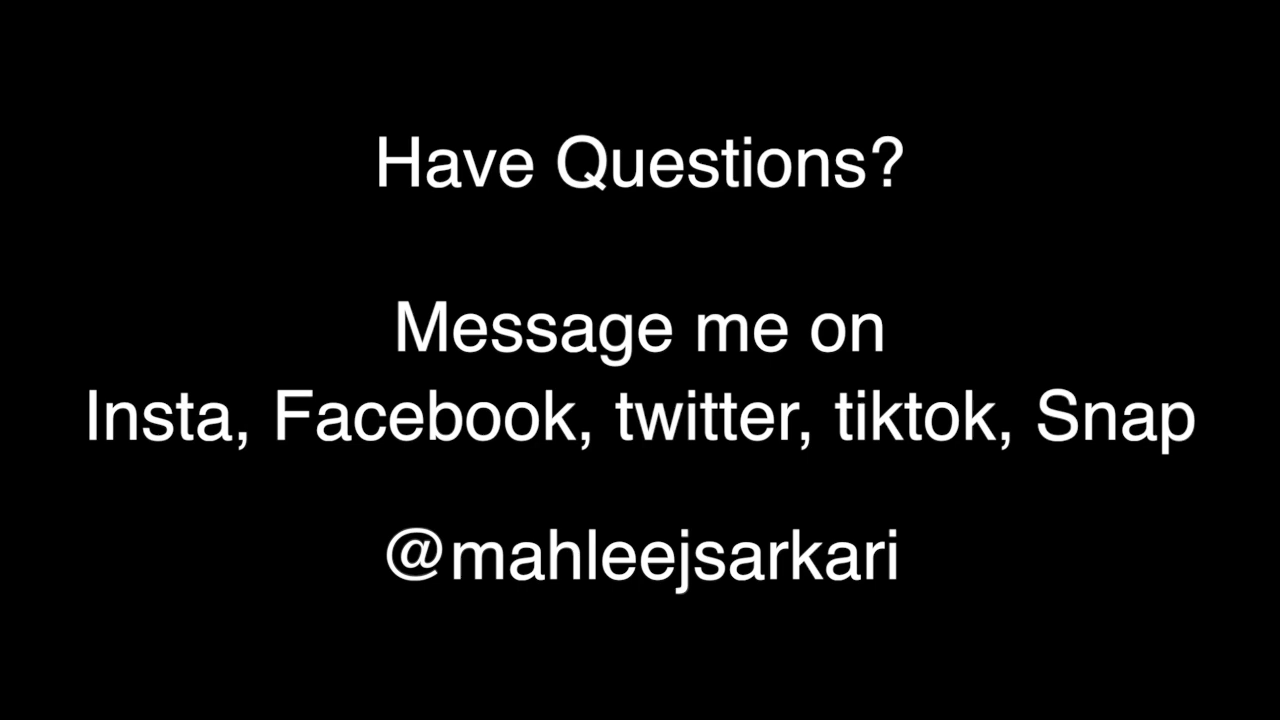 Have Questions?
Message me on
Insta, Facebook, twitter, tiktok, Snap
@mahleejsarkari